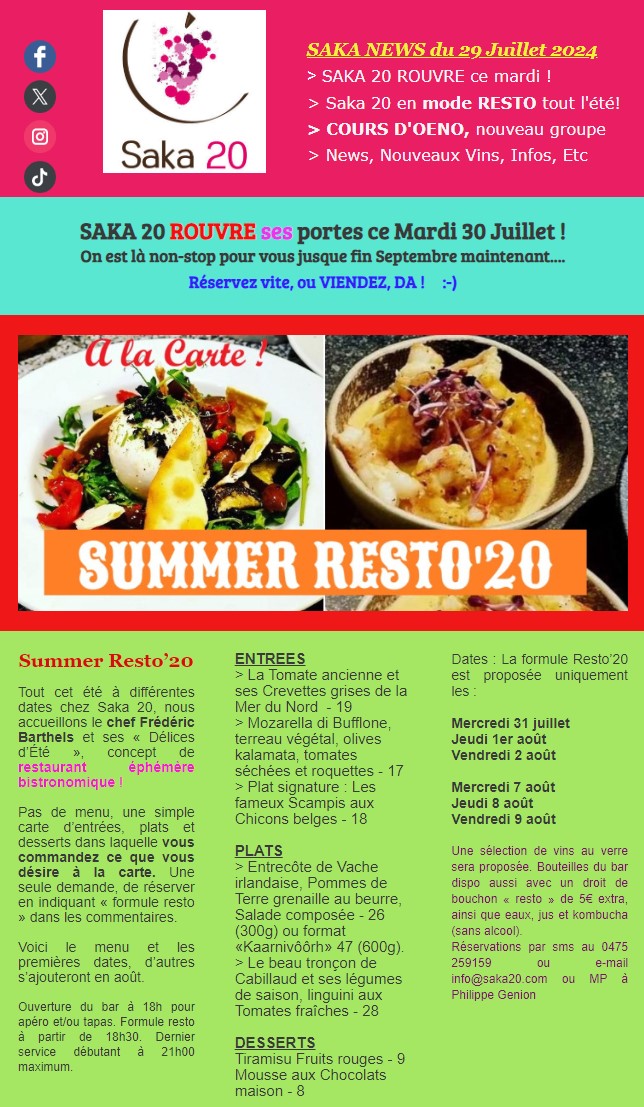 Saka 20
SAKA NEWS du 29 Juillet 2024
> SAKA 20 ROUVRE ce mardi !
> Saka 20 en mode RESTO tout l'été!
> COURS D'OENO, nouveau groupe
> News, Nouveaux Vins, Infos, Etc
SAKA 20 ROUVRE ses portes ce Mardi 30 Juillet !
On est là non-stop pour vous jusque fin Septembre maintenant....
Réservez vite, ou VIENDEZ, DA ! :-)
A la Carte !
SUMMER RESTO'20
Summer Resto’20
Tout cet été à différentes
dates chez Saka 20, nous
accueillons le chef Frédéric
Barthels et ses « Délices
d’Été », concept de
restaurant éphémère
bistronomique !
Pas de menu, une simple
carte d’entrées, plats et
desserts dans laquelle vous
commandez ce que vous
désire à la carte. Une
seule demande, de réserver
en indiquant « formule resto
» dans les commentaires.
Voici le menu et les
premières dates, d’autres
s’ajouteront en août.
Ouverture du bar à 18h pour
apéro et/ou tapas. Formule resto
à partir de 18h30. Dernier
service débutant à 21h00
maximum.
ENTREES
> La Tomate ancienne et
ses Crevettes grises de la
Mer du Nord - 19
> Mozarella di Bufflone,
terreau végétal, olives
kalamata, tomates
séchées et roquettes - 17
> Plat signature : Les
fameux Scampis aux
Chicons belges - 18
PLATS
> Entrecôte de Vache
irlandaise, Pommes de
Terre grenaille au beurre,
Salade composée - 26
(300g) ou format
«Kaarnivôôrh» 47 (600g).
> Le beau tronçon de
Cabillaud et ses légumes
de saison, linguini aux
Tomates fraîches - 28
DESSERTS
Tiramisu Fruits rouges - 9
Mousse aux Chocolats
maison - 8
Dates : La formule Resto’20
est proposée uniquement
les :
Mercredi 31 juillet
Jeudi 1er août
Vendredi 2 août
Mercredi 7 août
Jeudi 8 août
Vendredi 9 août
Une sélection de vins au verre
sera proposée. Bouteilles du bar
dispo aussi avec un droit de
bouchon « resto » de 5€ extra,
ainsi que eaux, jus et kombucha
(sans alcool).
Réservations par sms au 0475
259159 ou e-mail
info@saka20.com ou MP à
Philippe Genion